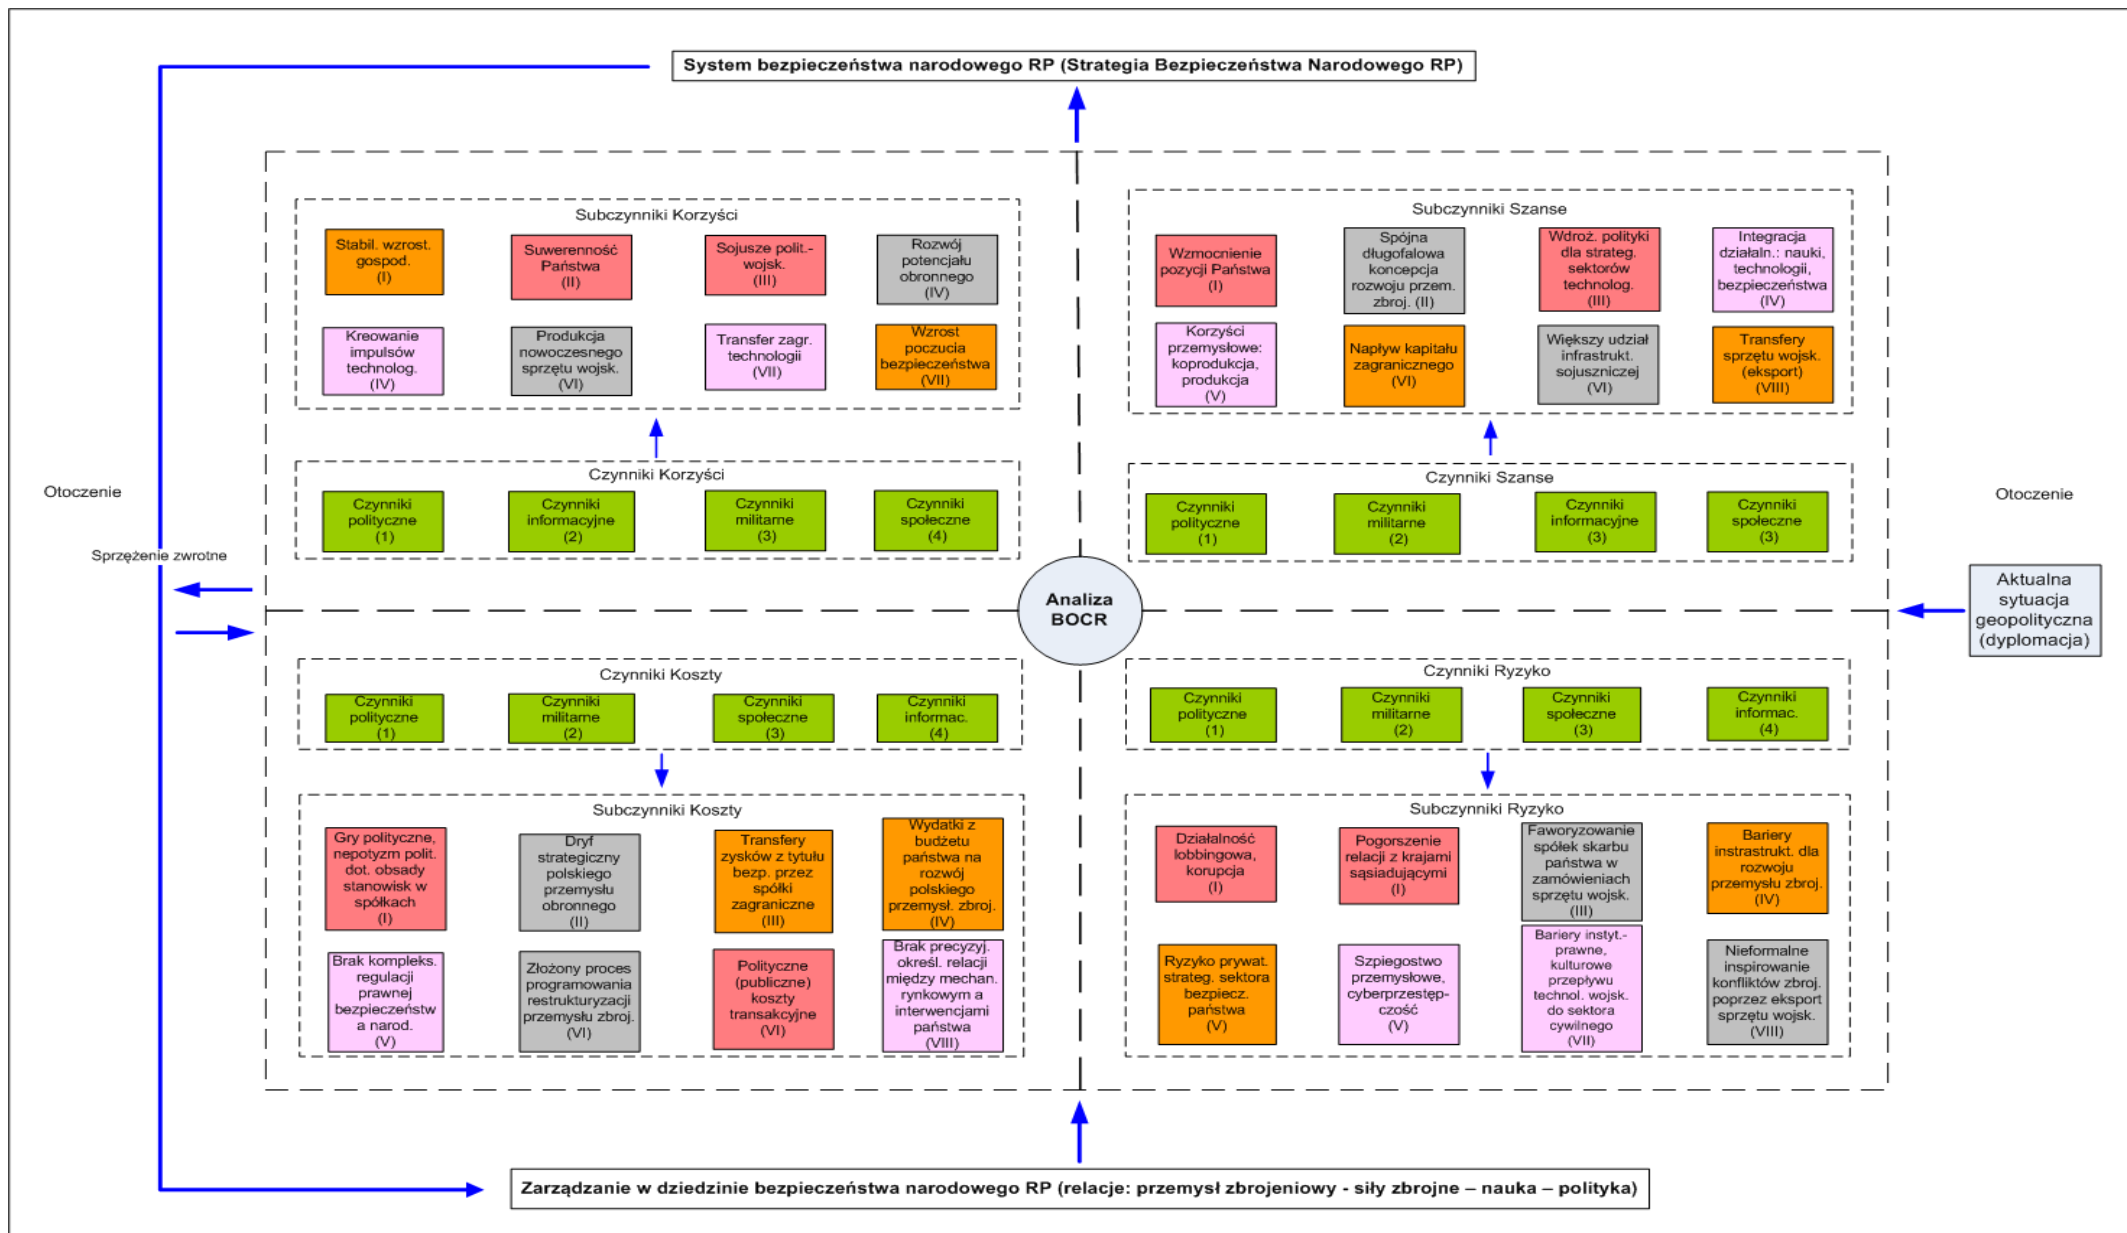 System bezpieczeństwa narodowego RP (Strategia Bezpieczeństwa Narodowego RP)
Subczynniki Korzyści
Stabil. wzrost.
gospod.
(I)
Suwerenność
Państwa
(II)
Sojusze polit.-
wojsk.
(III)
Rozwój
potencjału
obronnego
(IV)
Kreowanie
impulsów
technolog.
(IV)
Produkcja
nowoczesnego
sprzętu wojsk.
(VI)
Transfer zagr.
technologii
(VII)
Wzrost
poczucia
bezpieczeństwa
(VII)
Subczynniki Szanse
Wzmocnienie
pozycji Państwa
(I)
Spójna
długofalowa
koncepcja
rozwoju przem.
zbroj. (II)
Wdroż. polityki
dla strateg.
sektorów
technolog.
(III)
Integracja
działaln.: nauki,
technologii,
bezpieczeństwa
(IV)
Korzyści
przemysłowe:
koprodukcja,
produkcja
(V)
Napływ kapitału
zagranicznego
(VI)
Większy udział
infrastrukt.
sojuszniczej
(VI)
Transfery
sprzętu wojsk.
(eksport)
(VIII)
Czynniki Korzyści
Czynniki
polityczne
(1)
Czynniki
informacyjne
(2)
Czynniki
militarne
(3)
Czynniki
społeczne
(4)
Czynniki Szanse
Czynniki
polityczne
(1)
Czynniki
militarne
(2)
Czynniki
informacyjne
(3)
Czynniki
społeczne
(3)
Otoczenie
Sprzężenie zwrotne
Otoczenie
Aktualna
sytuacja
geopolityczna
(dyplomacja)
Analiza
BOCR
Czynniki Koszty
Czynniki
polityczne
(1)
Czynniki
militarne
(2)
Czynniki
społeczne
(3)
Czynniki
informac.
(4)
Czynniki Ryzyko
Czynniki
polityczne
(1)
Czynniki
militarne
(2)
Czynniki
społeczne
(3)
Czynniki
informac.
(4)
Subczynniki Koszty
Gry polityczne,
nepotyzm polit.
dot. obsady
stanowisk w
spółkach
(I)
Dryf
strategiczny
polskiego
przemysłu
obronnego
(II)
Transfery
zysków z tytułu
bezp. przez
spółki
zagraniczne
(III)
Wydatki z
budżetu
państwa na
rozwój
polskiego
przemysł. zbroj.
(IV)
Brak kompleks.
regulacji
prawnej
bezpieczeństw
a narod.
(V)
Złożony proces
programowania
restrukturyzacji
przemysłu zbroj.
(VI)
Polityczne
(publiczne)
koszty
transakcyjne
(VI)
Brak precyzyj.
określ. relacji
między mechan.
rynkowym a
interwencjami
państwa
(VIII)
Subczynniki Ryzyko
Działalność
lobbingowa,
korupcja
(I)
Pogorszenie
relacji z krajami
sąsiadującymi
(I)
Faworyzowanie
spółek skarbu
państwa w
zamówieniach
sprzętu wojsk.
(III)
Bariery
instrastrukt. dla
rozwoju
przemysłu zbroj.
(IV)
Ryzyko prywat.
strateg. sektora
bezpiecz.
państwa
(V)
Szpiegostwo
przemysłowe,
cyberprzestęp-
czość
(V)
Bariery instyt.-
prawne,
kulturowe
przepływu
technol. wojsk.
do sektora
cywilnego
(VII)
Nieformalne
inspirowanie
konfliktów zbroj.
poprzez eksport
sprzętu wojsk.
(VIII)
Zarządzanie w dziedzinie bezpieczeństwa narodowego RP (relacje: przemysł zbrojeniowy - siły zbrojne – nauka – polityka)